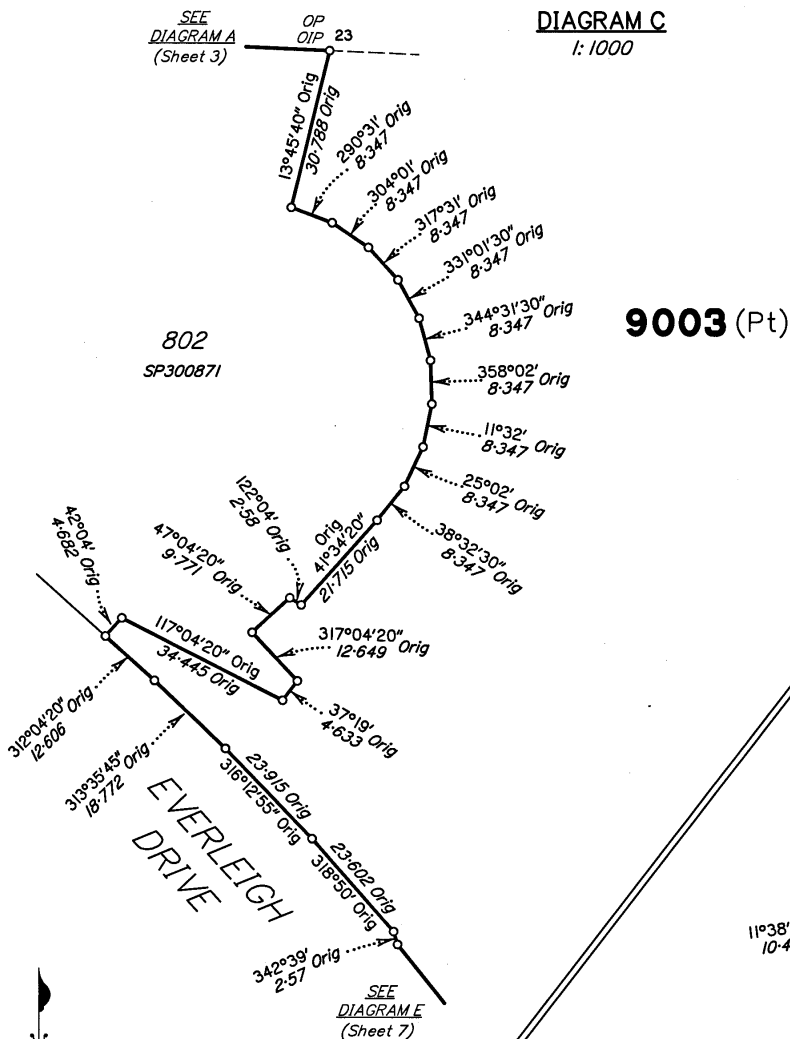 SEE
DIAGRAM A
(Sheet 3)
OP
OIP 23
DIAGRAM C
1:1000
13°45'40" Orig
30·788 Orig
290°31' Orig
8·347
304°01' Orig
8·347
317°31' Orig
8·347
331°01'30" Orig
8·347
344°31'30" Orig
8·347
358°02' Orig
8·347
11°32' Orig
8·347
25°02' Orig
8·347
38°32'30" Orig
8·347
9003 (Pt)
802
SP300871
Orig
41°34'20"
21·715 Orig
122°04' Orig
2·58
47°04'20" Orig
9·771
42°04' Orig
4·682
117°04'20" Orig
34·445 Orig
317°04'20" Orig
12·649
37°19' Orig
4·633
312°04'20" Orig
12·606
313°35'45" Orig
18·772
23·915 Orig
316°12'55" Orig
23·602 Orig
318°50' Orig
342°39' Orig
2·57
EVERLEIGH
DRIVE
SEE
DIAGRAM E
(Sheet 7)
11°38'
10·4